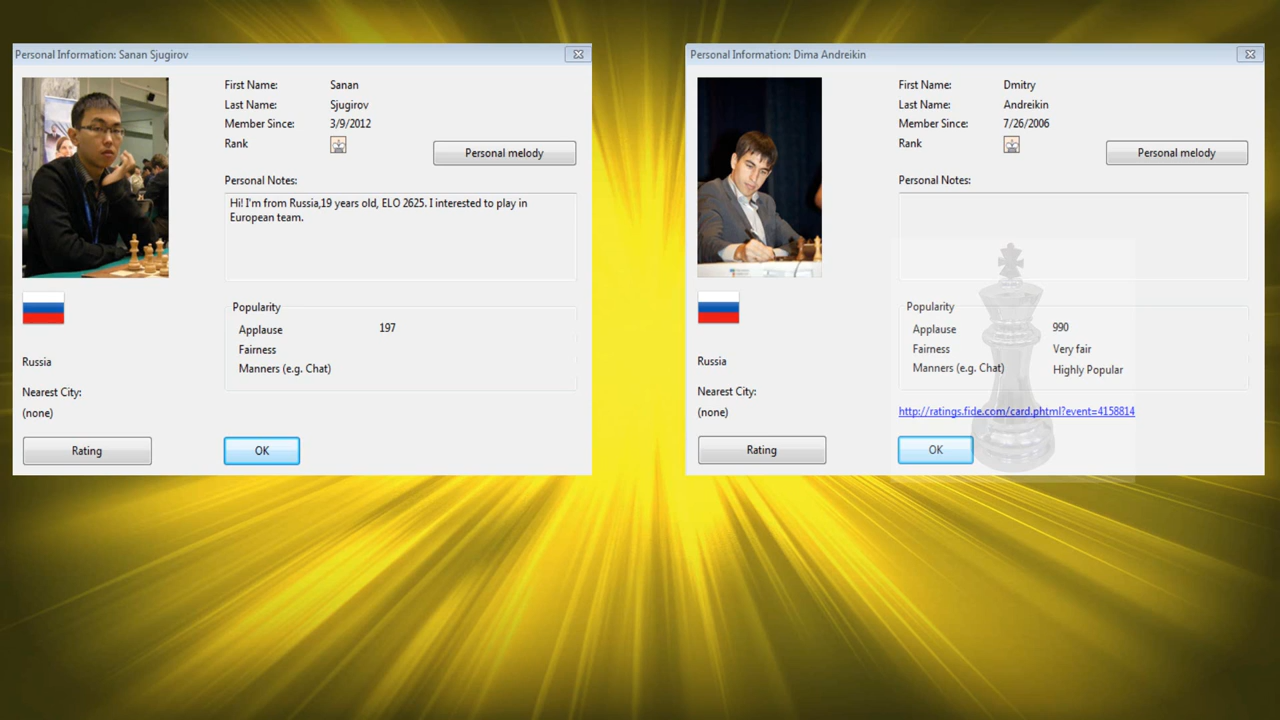 Personal Information: Sanan Sjugirov
First Name: Sanan
Last Name: Sjugirov
Member Since: 3/9/2012
Rank
Personal melody
Personal Notes:
Hi! I'm from Russia,19 years old, ELO 2625. I interested to play in
European team.
Popularity
Applause 197
Fairness
Manners (e.g. Chat)
Russia
Nearest City:
(none)
Rating
OK
Personal Information: Dima Andreikin
First Name: Dmitry
Last Name: Andreikin
Member Since: 7/26/2006
Rank
Personal melody
Personal Notes:
Popularity
Applause 990
Fairness Very fair
Manners (e.g. Chat) Highly Popular
Russia
Nearest City:
(none)
http://ratings.fide.com/card.phtml?event=4158814
Rating
OK